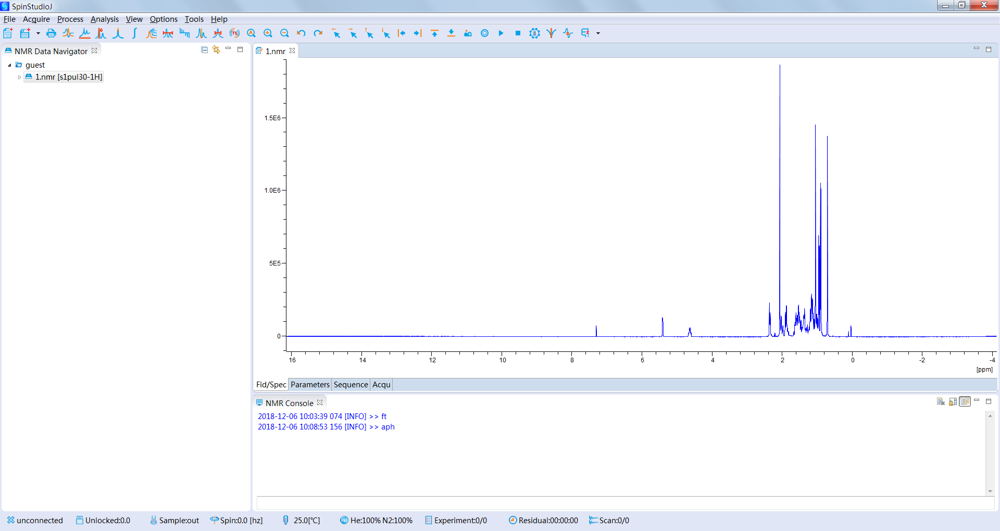 SpinStudioJ
File Acquire Process Analysis View Options Tools Help
NMR Data Navigator
guest
1.nmr [s1pul30-1H]
1.nmr
1.5E6
1.0E6
5E5
0
16 14 12 10 8 6 4 2 0 -2 -4
[ppm]
Fid/Spec Parameters Sequence Acqu
NMR Console
2018-12-06 10:03:39 074 [INFO] >> ft
2018-12-06 10:08:53 156 [INFO] >> aph
unconnected Unlocked:0.0 Sample:out Spin:0.0 [hz] 25.0[℃] He:100% N2:100% Experiment:0/0 Residual:00:00:00 Scan:0/0